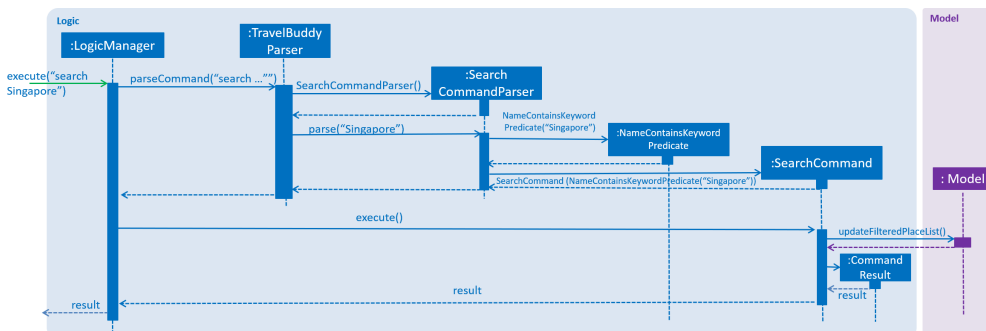 Logic
Model
:LogicManager
:TravelBuddy
Parser
execute("search
Singapore")
parseCommand("search ..."")
SearchCommandParser()
:Search
CommandParser
parse("Singapore")
NameContainsKeyword
Predicate("Singapore")
:NameContainsKeyword
Predicate
:SearchCommand
SearchCommand (NameContainsKeywordPredicate("Singapore"))
: Model
execute()
updateFilteredPlaceList()
:Command
Result
result
result
result